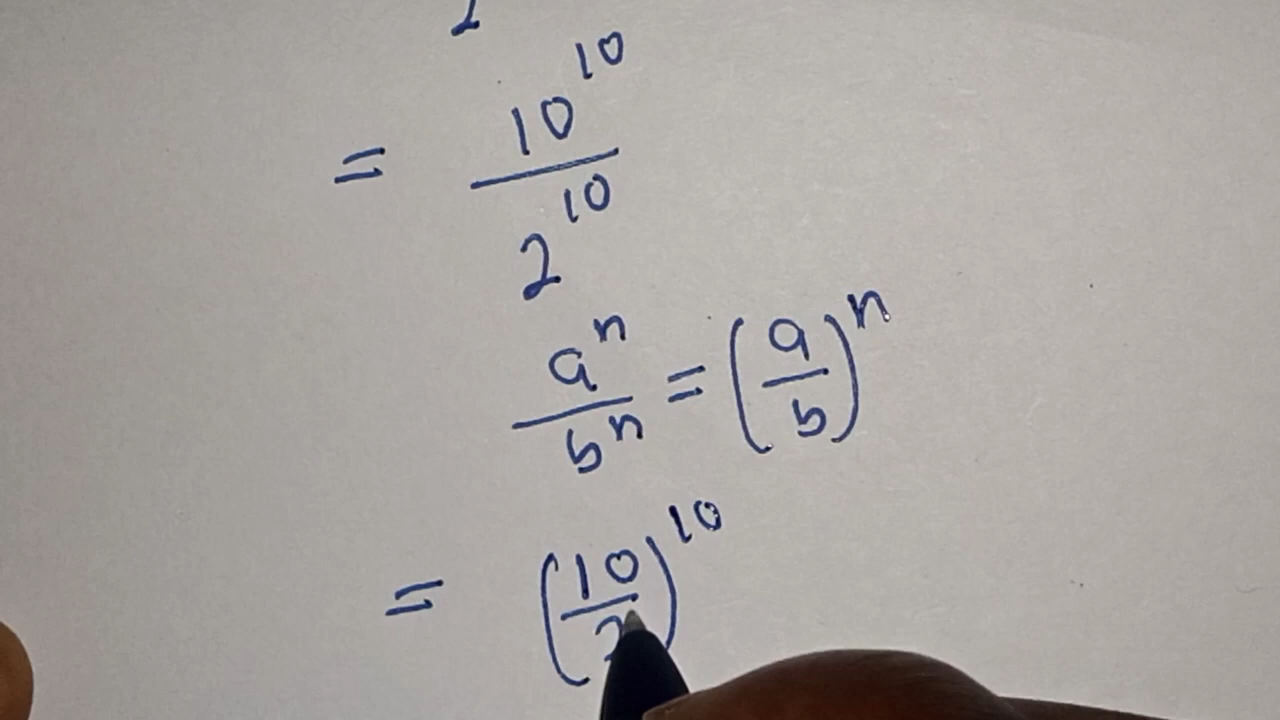 = 10^10 / 2^10
a^n / b^n = (a / b)^n
= (10 / 2)^10